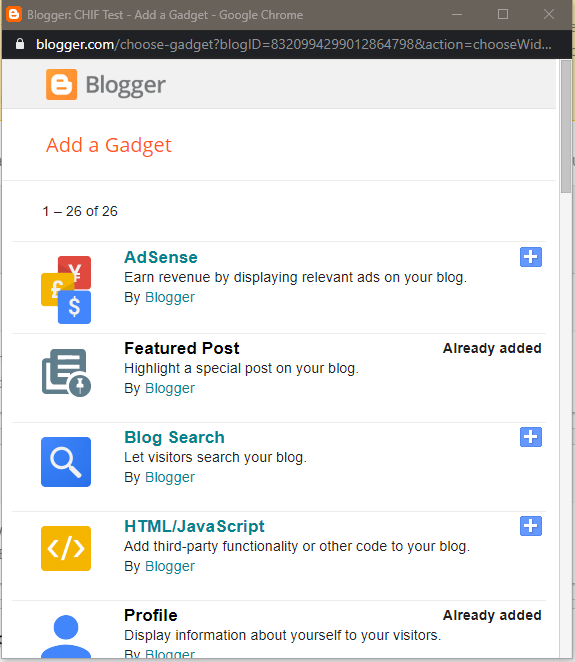 Blogger: CHIF Test - Add a Gadget - Google Chrome
blogger.com/choose-gadget?blogID=8320994299012864798&action=chooseWid...
Blogger
Add a Gadget
1 – 26 of 26
AdSense
Earn revenue by displaying relevant ads on your blog.
By Blogger
Featured Post
Already added
Highlight a special post on your blog.
By Blogger
Blog Search
Let visitors search your blog.
By Blogger
HTML/JavaScript
Add third-party functionality or other code to your blog.
By Blogger
Profile
Already added
Display information about yourself to your visitors.
By Blogger